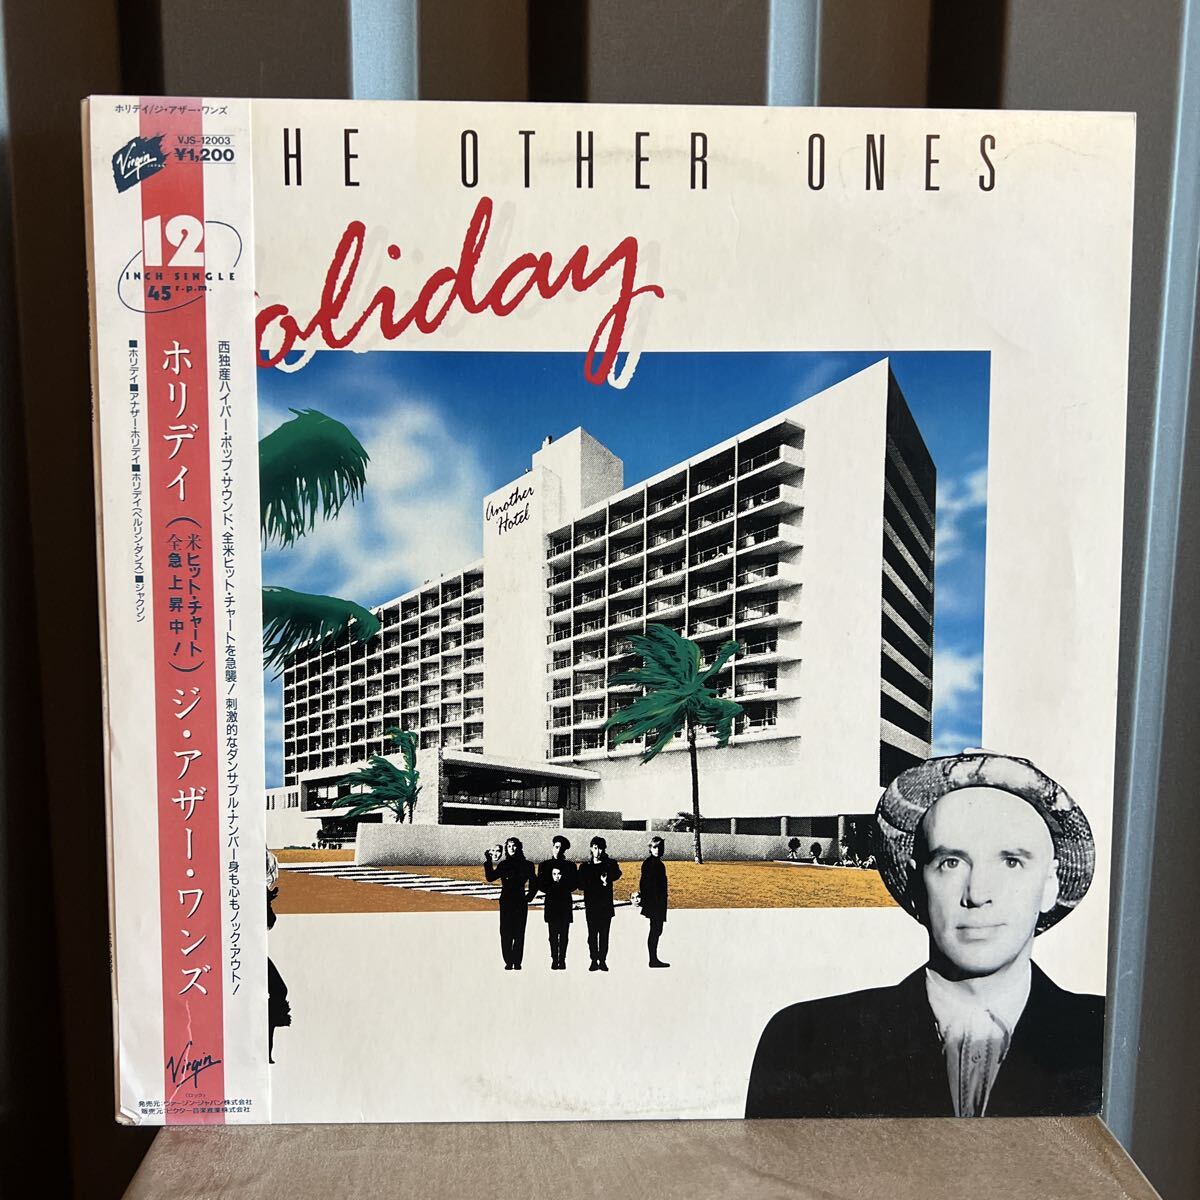 ホリデイ/ジ・アザー・ワンズ
Virgin
JAPAN
VJS-12003
¥1,200
12
INCH SINGLE
45 r.p.m.
ホリデイ(全米ヒット・チャート急上昇中!)ジ・アザー・ワンズ
西独産ハイパー・ポップ・サウンド、全米ヒット・チャートを急襲! 刺激的なダンサブル・ナンバー身も心もノック・アウト!
■ホリデイ■アナザー・ホリデイ■ホリデイ(ベルリン・ダンス)■ジャクソン
Virgin
(ロック)
発売元:ヴァージン・ジャパン株式会社
販売元:ビクター音楽産業株式会社
HE OTHER ONES
oliday
Another
Hotel